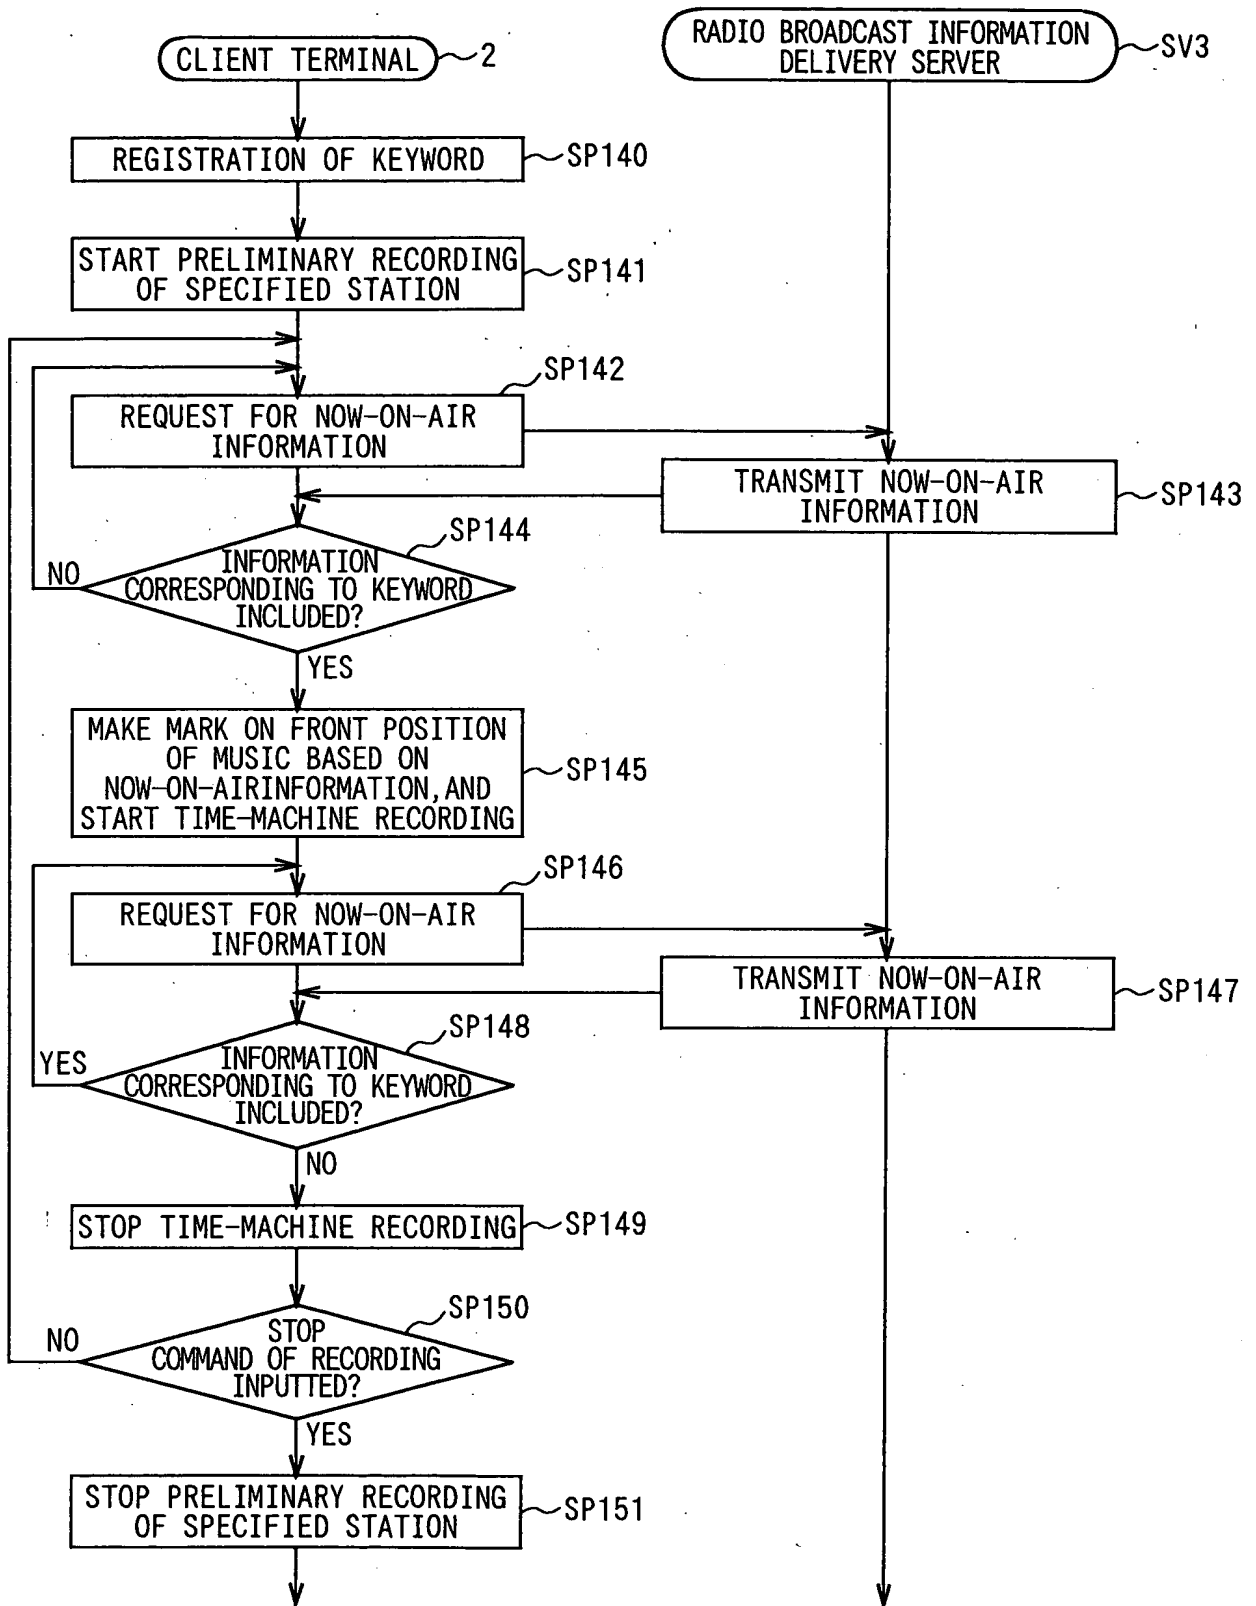 CLIENT TERMINAL
2
RADIO BROADCAST INFORMATION
DELIVERY SERVER
SV3
REGISTRATION OF KEYWORD
SP140
START PRELIMINARY RECORDING
OF SPECIFIED STATION
SP141
SP142
REQUEST FOR NOW-ON-AIR
INFORMATION
TRANSMIT NOW-ON-AIR
INFORMATION
SP143
SP144
INFORMATION
CORRESPONDING TO KEYWORD
INCLUDED?
NO
YES
MAKE MARK ON FRONT POSITION
OF MUSIC BASED ON
NOW-ON-AIRINFORMATION, AND
START TIME-MACHINE RECORDING
SP145
SP146
REQUEST FOR NOW-ON-AIR
INFORMATION
TRANSMIT NOW-ON-AIR
INFORMATION
SP147
SP148
INFORMATION
CORRESPONDING TO KEYWORD
INCLUDED?
YES
NO
STOP TIME-MACHINE RECORDING
SP149
SP150
STOP
COMMAND OF RECORDING
INPUTTED?
NO
YES
STOP PRELIMINARY RECORDING
OF SPECIFIED STATION
SP151